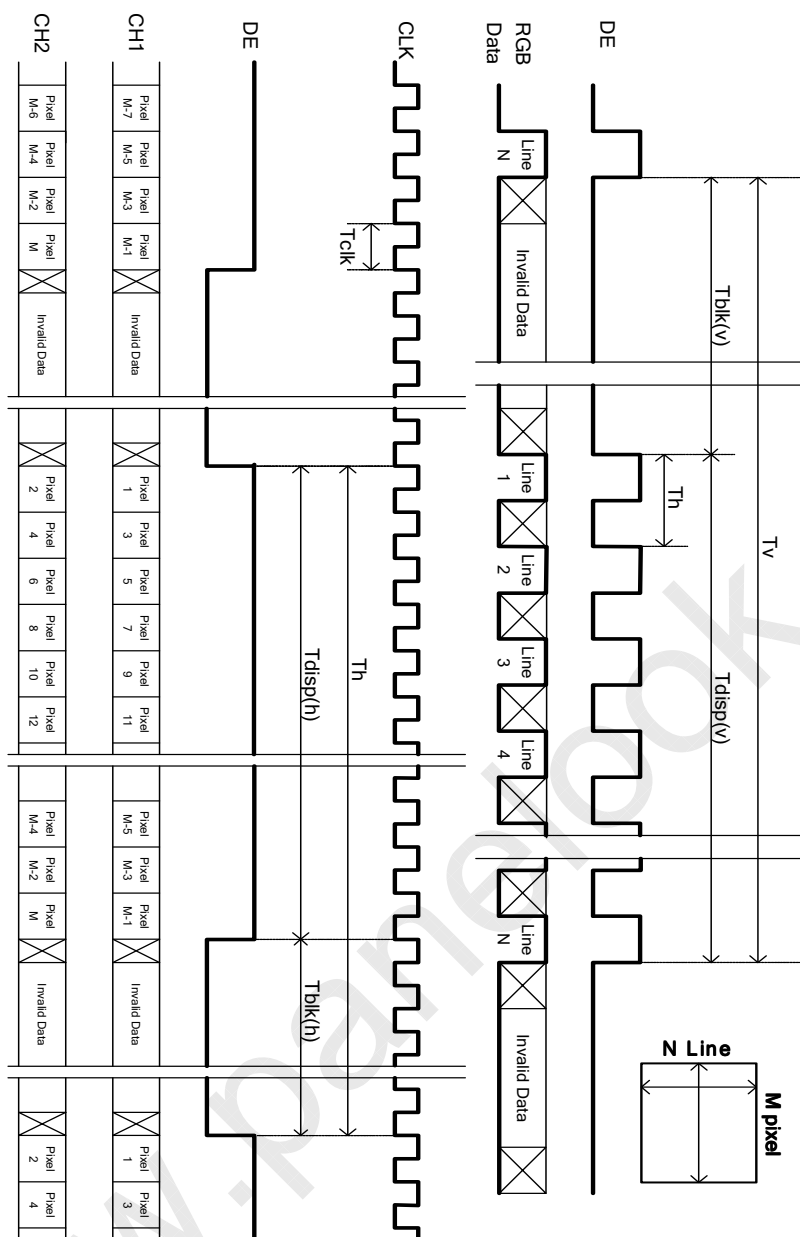 Tv
Tblk(v)
Tdisp(v)
Th
DE
RGB
Data
Line
N
Invalid Data
Line
1
Line
2
Line
3
Line
4
Line
N
Invalid Data
N Line
M pixel
CLK
Tclk
Th
Tdisp(h)
Tblk(h)
DE
CH1
Pixel
M-7
Pixel
M-5
Pixel
M-3
Pixel
M-1
Invalid Data
Pixel
1
Pixel
3
Pixel
5
Pixel
7
Pixel
9
Pixel
11
Pixel
M-5
Pixel
M-3
Pixel
M-1
Invalid Data
Pixel
1
Pixel
3
CH2
Pixel
M-6
Pixel
M-4
Pixel
M-2
Pixel
M
Invalid Data
Pixel
2
Pixel
4
Pixel
6
Pixel
8
Pixel
10
Pixel
12
Pixel
M-4
Pixel
M-2
Pixel
M
Invalid Data
Pixel
2
Pixel
4
w.panelook